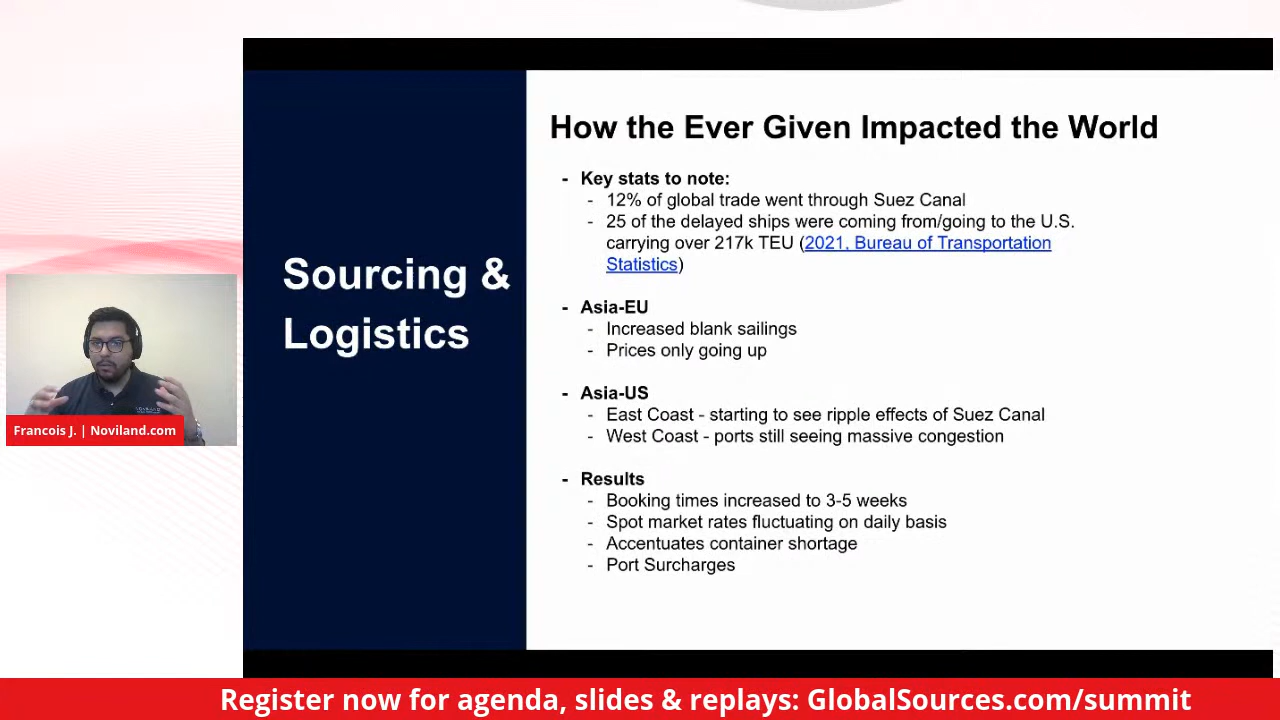 How the Ever Given Impacted the World
- Key stats to note:
- 12% of global trade went through Suez Canal
- 25 of the delayed ships were coming from/going to the U.S.
carrying over 217k TEU (2021, Bureau of Transportation
Statistics)
Sourcing &
Logistics
- Asia-EU
- Increased blank sailings
- Prices only going up
- Asia-US
- East Coast - starting to see ripple effects of Suez Canal
- West Coast - ports still seeing massive congestion
- Results
- Booking times increased to 3-5 weeks
- Spot market rates fluctuating on daily basis
- Accentuates container shortage
- Port Surcharges
Francois J. | Noviland.com
Register now for agenda, slides & replays: GlobalSources.com/summit